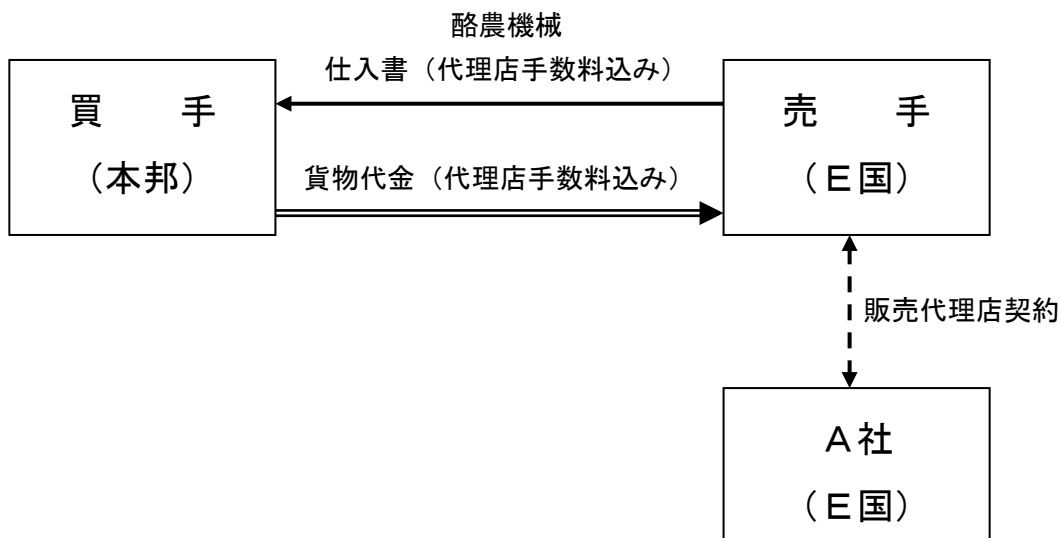 酪農機械
仕入書(代理店手数料込み)
買 手
(本邦)
貨物代金(代理店手数料込み)
売 手
(E国)
販売代理店契約
A社
(E国)